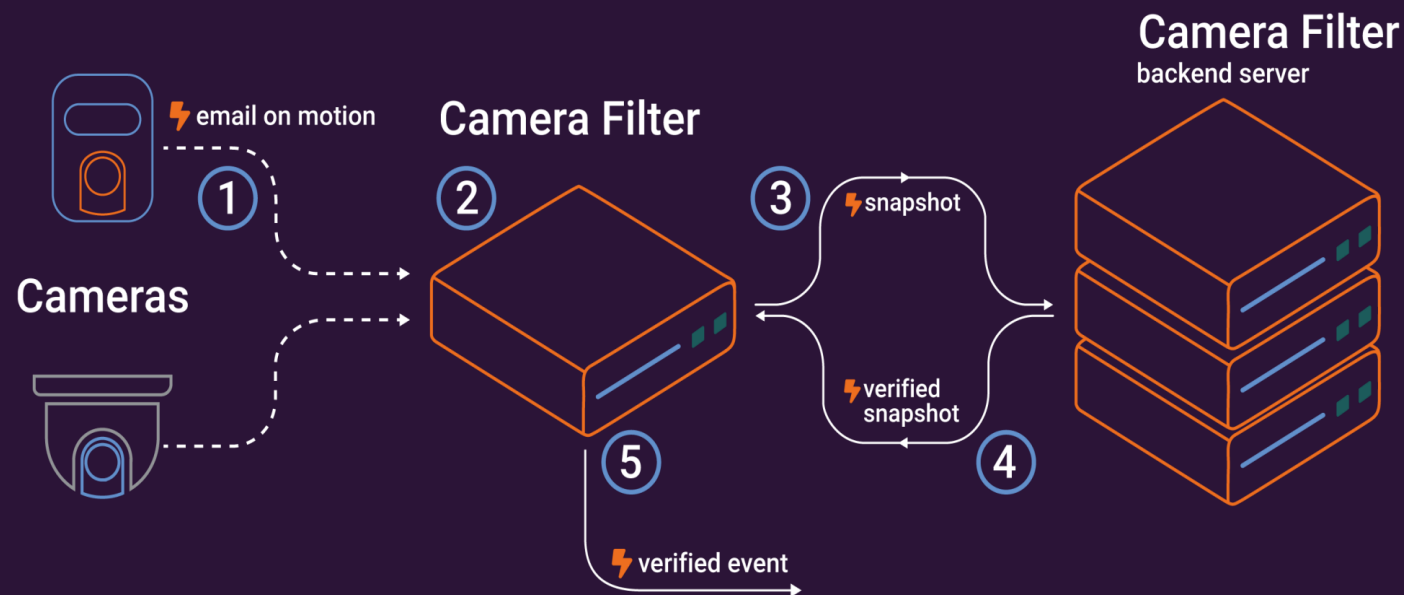 Camera Filter
backend server
email on motion
Camera Filter
1
2
3
snapshot
Cameras
verified
snapshot
4
5
verified event